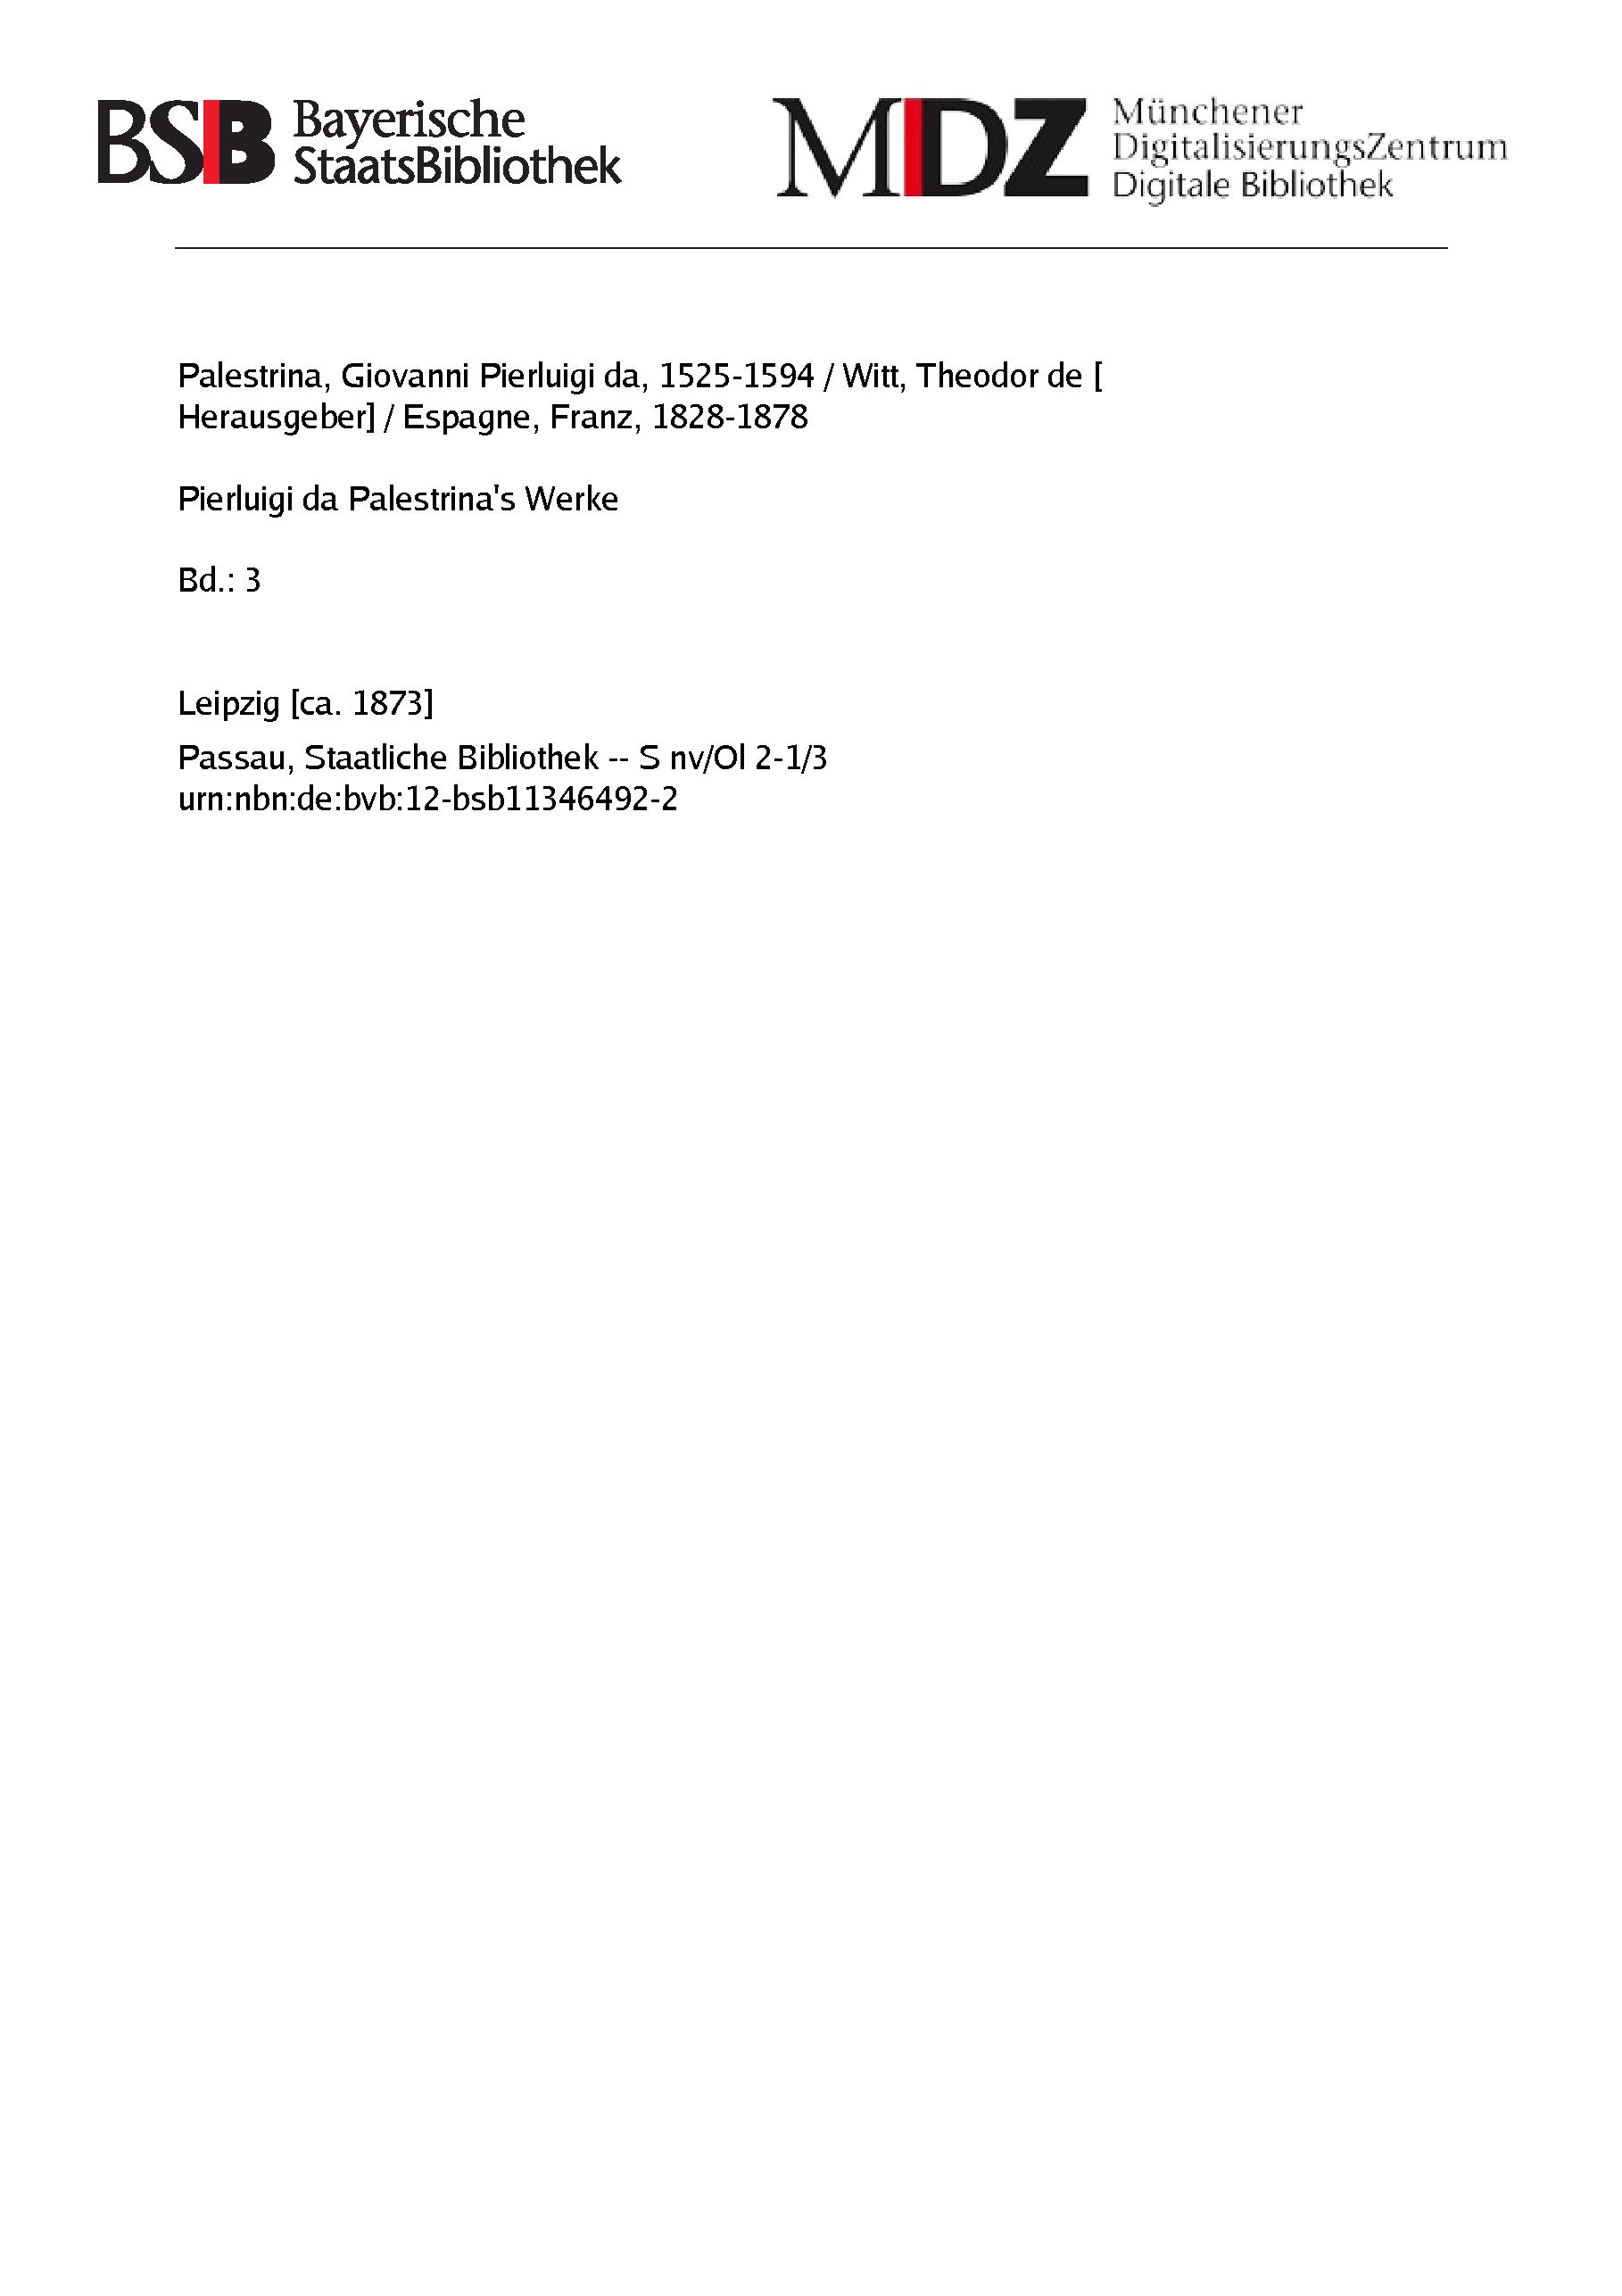 BSB Bayerische
StaatsBibliothek
MDZ Münchener
DigitalisierungsZentrum
Digitale Bibliothek
Palestrina, Giovanni Pierluigi da, 1525-1594 / Witt, Theodor de [
Herausgeber] / Espagne, Franz, 1828-1878
Pierluigi da Palestrina's Werke
Bd.: 3
Leipzig [ca. 1873]
Passau, Staatliche Bibliothek -- S nv/Ol 2-1/3
urn:nbn:de:bvb:12-bsb11346492-2